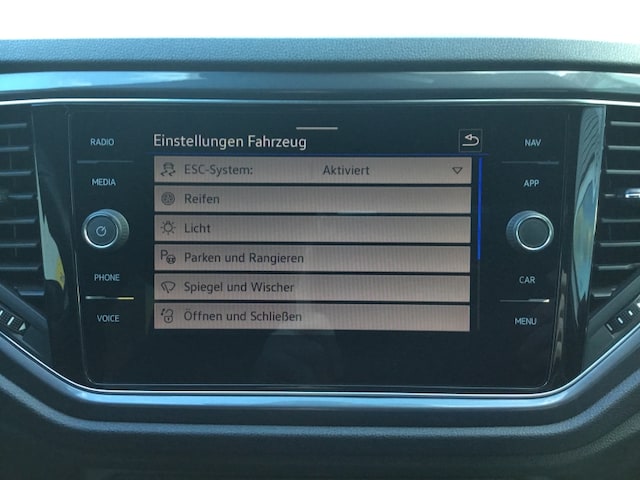 RADIO
MEDIA
PHONE
VOICE
Einstellungen Fahrzeug
ESC-System: Aktiviert
Reifen
Licht
Parken und Rangieren
Spiegel und Wischer
Öffnen und Schließen
NAV
APP
CAR
MENU